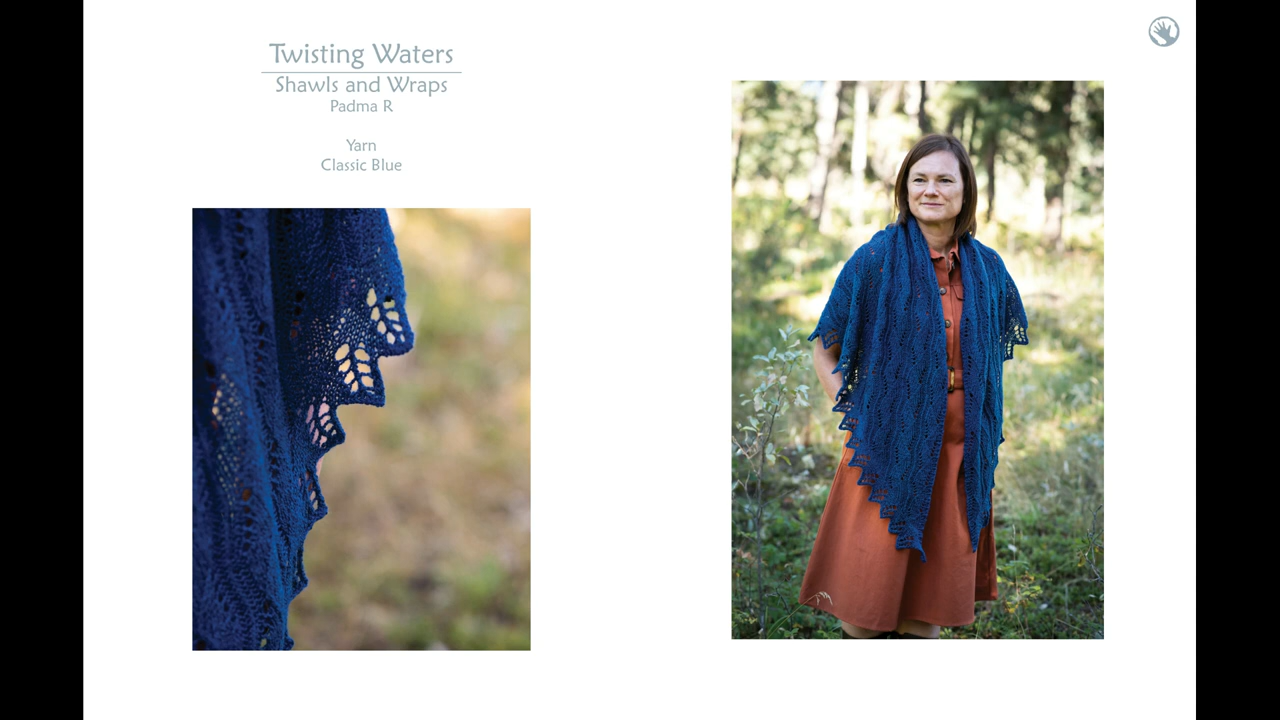 Twisting Waters
Shawls and Wraps
Padma R
Yarn
Classic Blue